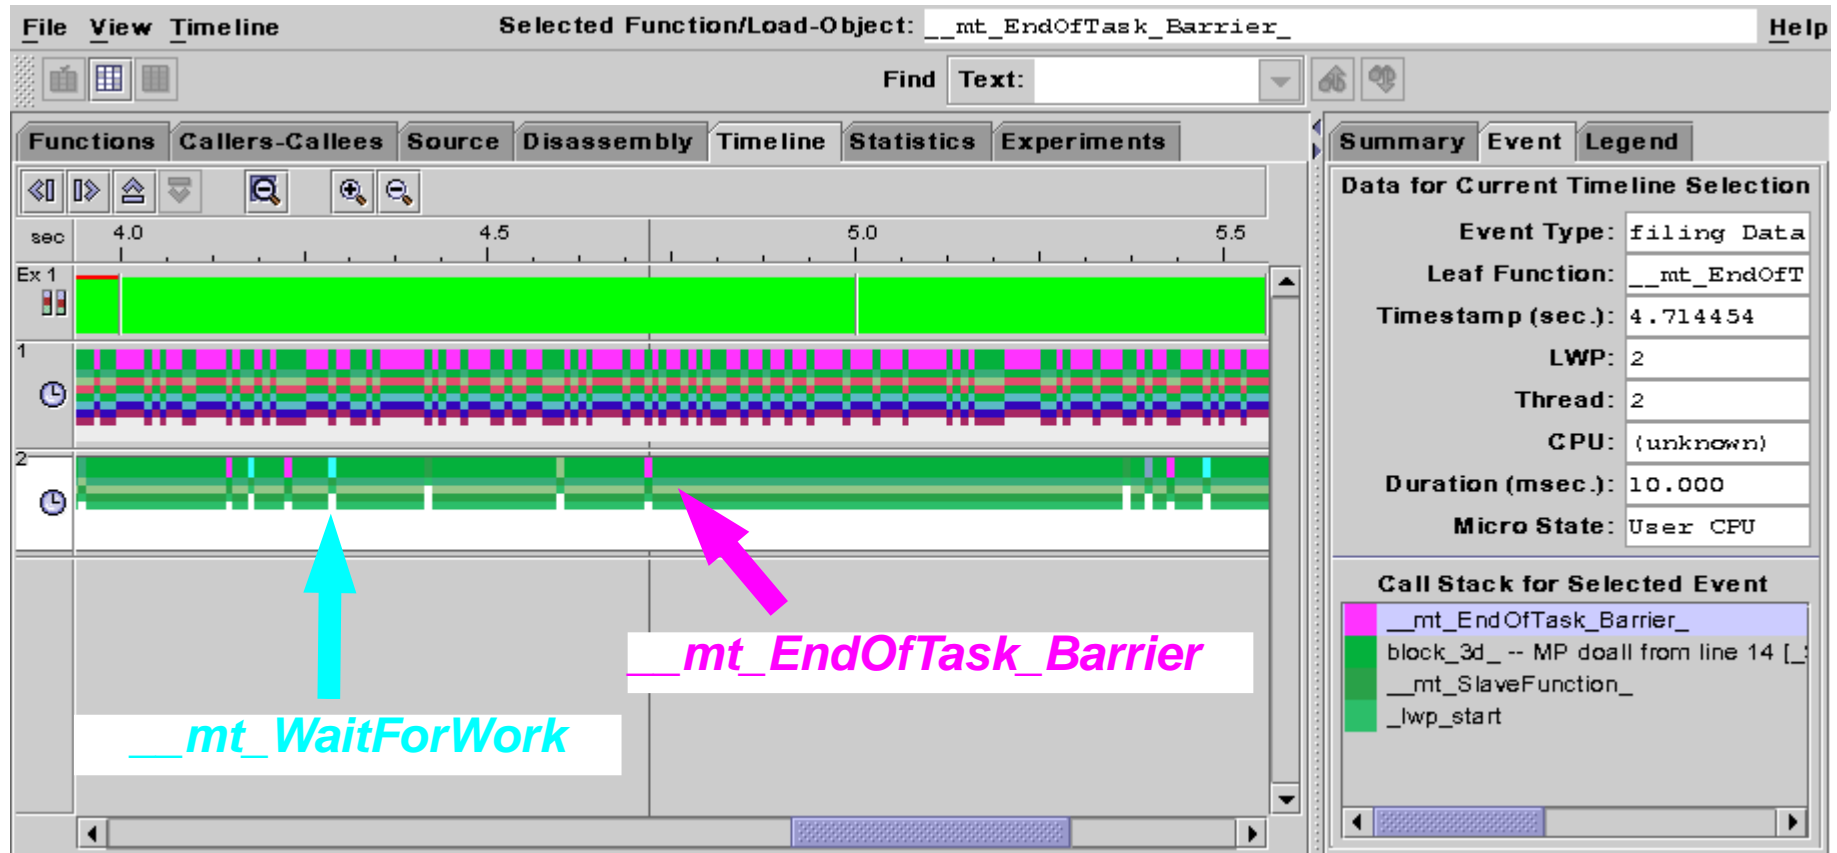 File View Timeline Selected Function/Load-Object: __mt_EndOfTask_Barrier_ Help
Find Text:
Functions Callers-Callees Source Disassembly Timeline Statistics Experiments
Summary Event Legend
Data for Current Timeline Selection
sec 4.0 4.5 5.0 5.5
Event Type: filing Data
Ex 1
Leaf Function: __mt_EndOfT
Timestamp (sec.): 4.714454
1
LWP: 2
Thread: 2
CPU: (unknown)
2
Duration (msec.): 10.000
Micro State: User CPU
Call Stack for Selected Event
__mt_EndOfTask_Barrier_
block_3d_ -- MP doall from line 14 [_
__mt_SlaveFunction_
_lwp_start
__mt_EndOfTask_Barrier
__mt_WaitForWork